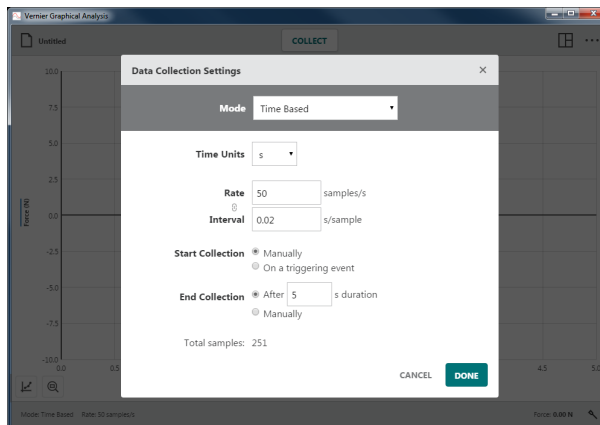 Vernier Graphical Analysis
Untitled
COLLECT
Data Collection Settings
Mode Time Based
Time Units s
Rate 50 samples/s
Interval 0.02 s/sample
Start Collection Manually
On a triggering event
End Collection After 5 s duration
Manually
Total samples: 251
CANCEL DONE
Force (N)
10.0
7.5
5.0
2.5
0.0
-2.5
-5.0
-7.5
-10.0
0.0 0.5 4.5 5.0
Mode: Time Based Rate: 50 samples/s Force: 0.00 N